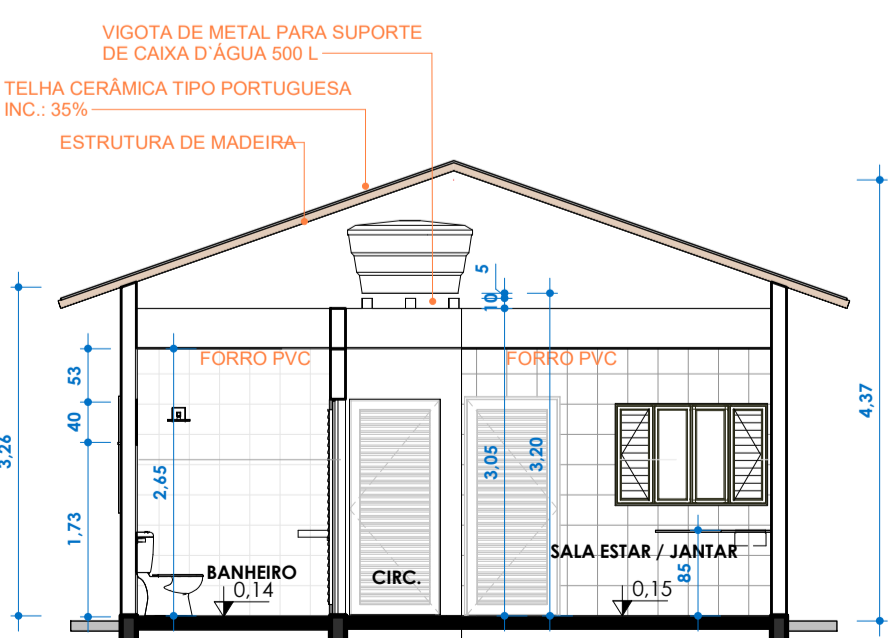 VIGOTA DE METAL PARA SUPORTE
DE CAIXA D`ÁGUA 500 L
TELHA CERÂMICA TIPO PORTUGUESA
INC.: 35%
ESTRUTURA DE MADEIRA
5
10
FORRO PVC
FORRO PVC
53
40
4,37
3,26
2,65
3,05
3,20
1,73
SALA ESTAR / JANTAR
BANHEIRO
0,14
CIRC.
85
0,15